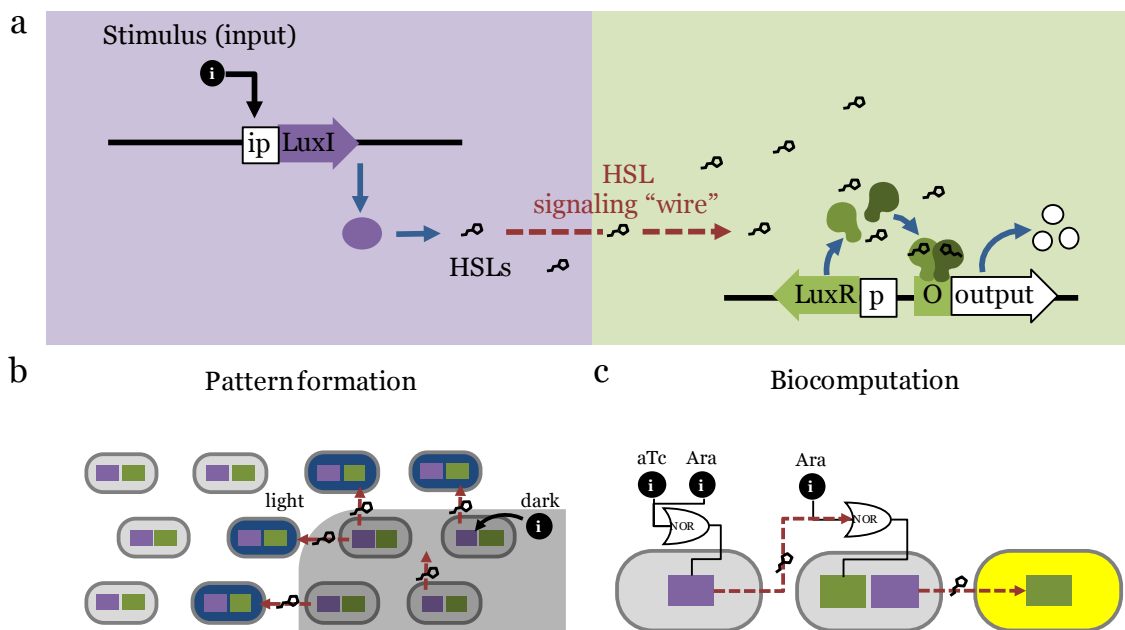 a
Stimulus (input)
i
ip LuxI
HSL
signaling “wire”
HSLs
LuxR p O output
b Pattern formation
light
dark
i
c Biocomputation
aTc Ara
i i
Ara
i
NOR
NOR